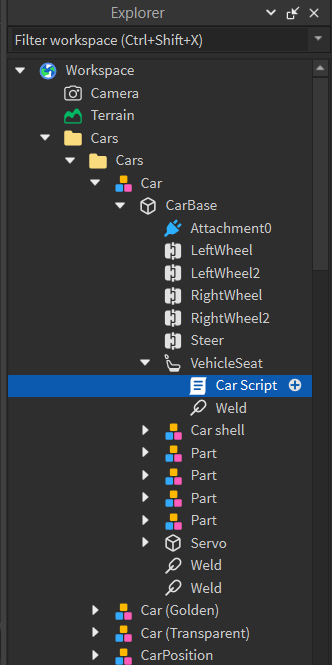 Explorer
Filter workspace (Ctrl+Shift+X)
Workspace
Camera
Terrain
Cars
Cars
Car
CarBase
Attachment0
LeftWheel
LeftWheel2
RightWheel
RightWheel2
Steer
VehicleSeat
Car Script
Weld
Car shell
Part
Part
Part
Part
Servo
Weld
Weld
Car (Golden)
Car (Transparent)
CarPosition